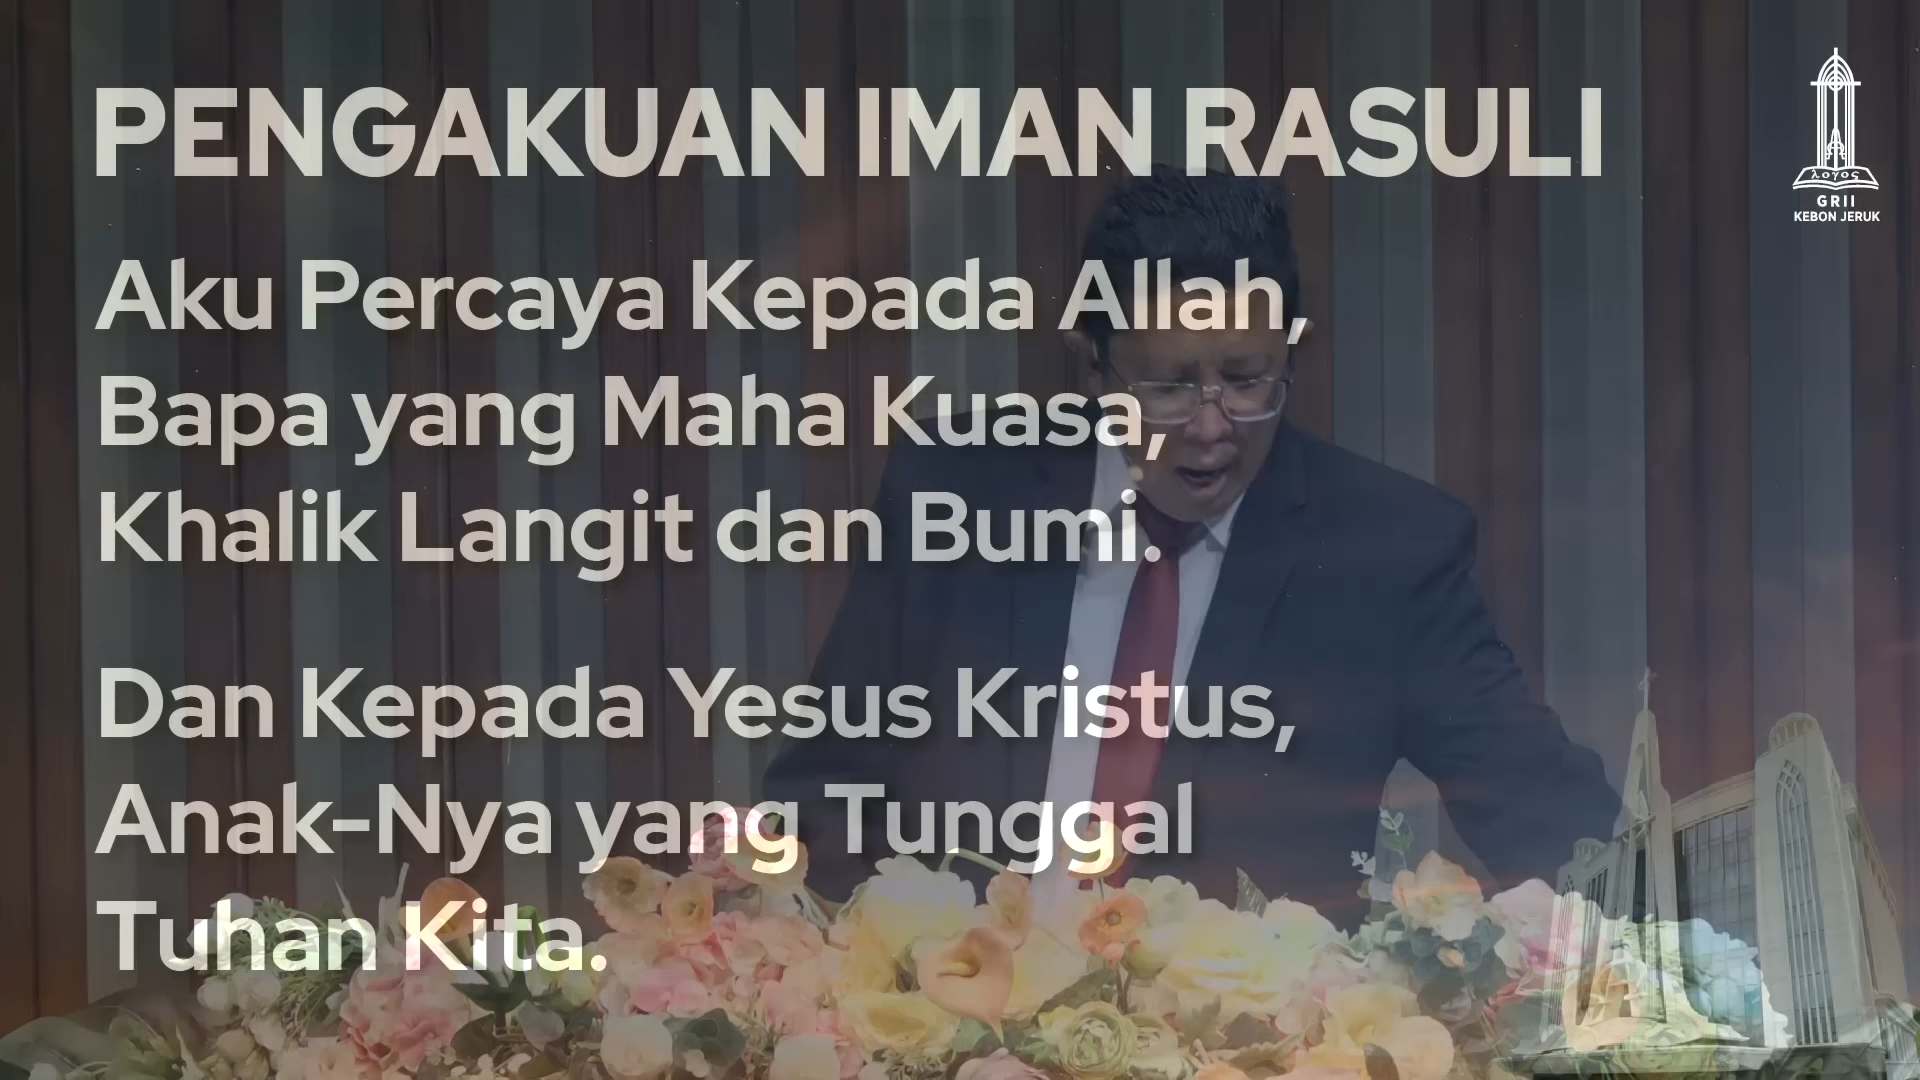 PENGAKUAN IMAN RASULI
Aku Percaya Kepada Allah,
Bapa yang Maha Kuasa,
Khalik Langit dan Bumi.
Dan Kepada Yesus Kristus,
Anak-Nya yang Tunggal
Tuhan Kita.
λογος
GRII
KEBON JERUK